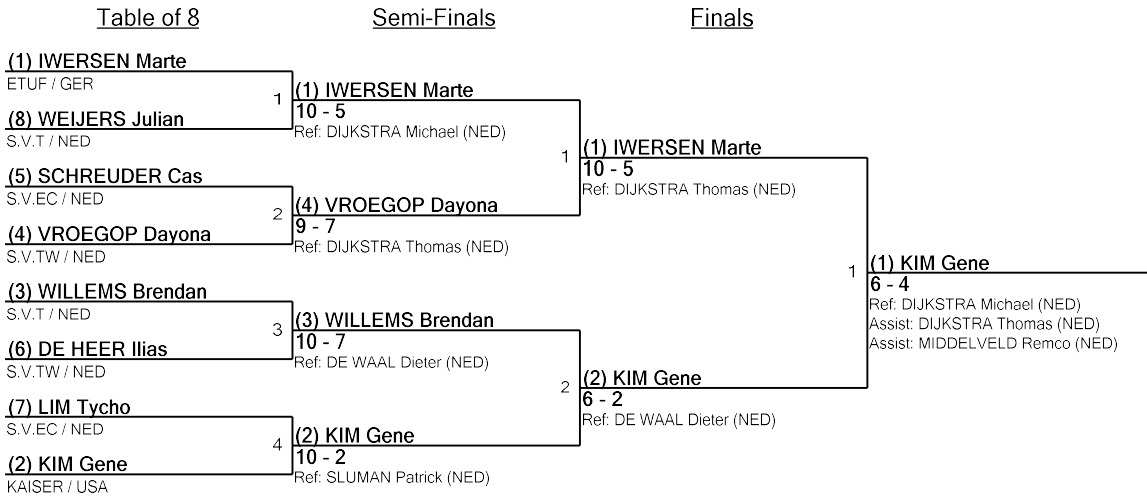 Table of 8
Semi-Finals
Finals
(1) IWERSEN Marte
ETUF / GER
1
(8) WEIJERS Julian
S.V.T / NED
(5) SCHREUDER Cas
S.V.EC / NED
2
(4) VROEGOP Dayona
S.V.TW / NED
(3) WILLEMS Brendan
S.V.T / NED
3
(6) DE HEER Ilias
S.V.TW / NED
(7) LIM Tycho
S.V.EC / NED
4
(2) KIM Gene
KAISER / USA
(1) IWERSEN Marte
10 - 5
Ref: DIJKSTRA Michael (NED)
1
(4) VROEGOP Dayona
9 - 7
Ref: DIJKSTRA Thomas (NED)
(3) WILLEMS Brendan
10 - 7
Ref: DE WAAL Dieter (NED)
2
(2) KIM Gene
10 - 2
Ref: SLUMAN Patrick (NED)
(1) IWERSEN Marte
10 - 5
Ref: DIJKSTRA Thomas (NED)
1
(2) KIM Gene
6 - 2
Ref: DE WAAL Dieter (NED)
(1) KIM Gene
6 - 4
Ref: DIJKSTRA Michael (NED)
Assist: DIJKSTRA Thomas (NED)
Assist: MIDDELVELD Remco (NED)